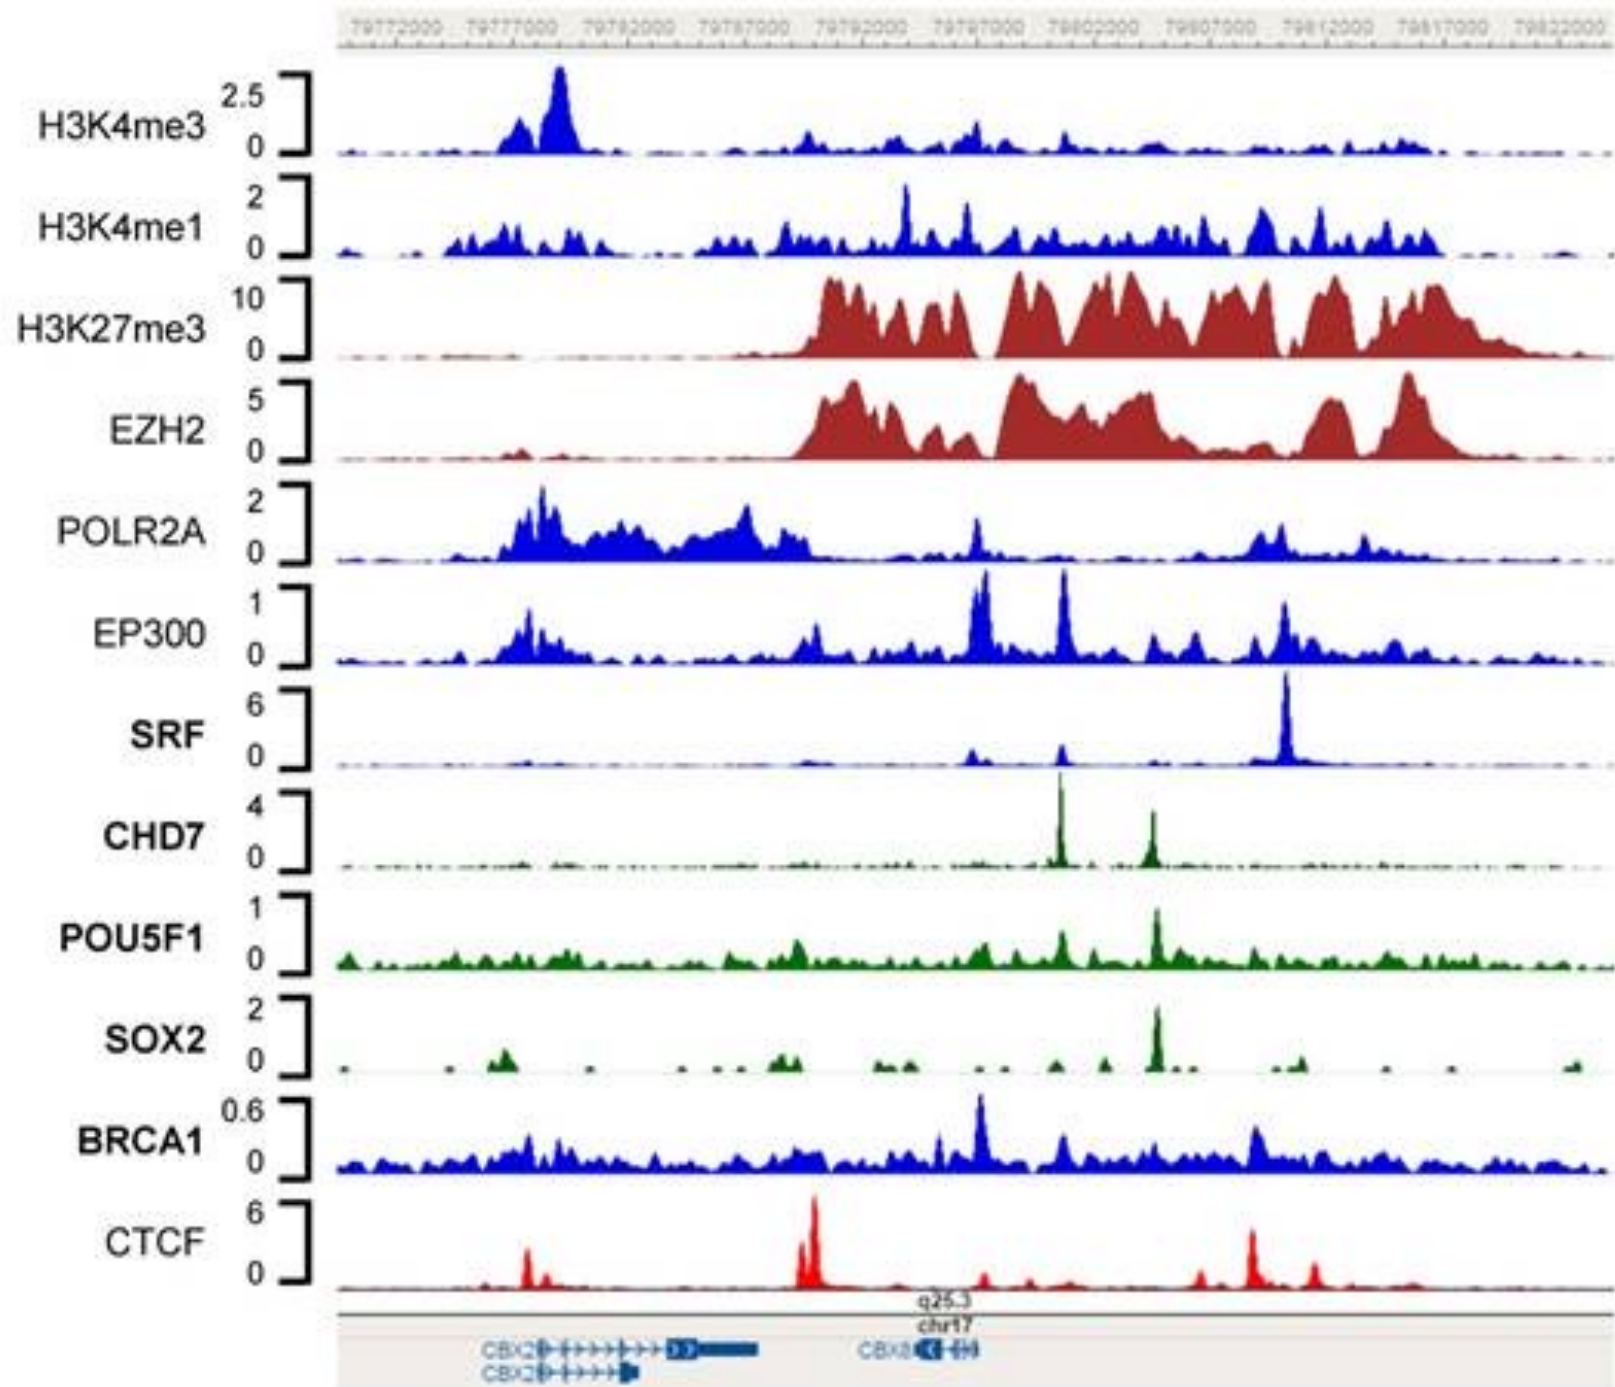 79772000 79777000 79782000 79787000 79792000 79797000 79802000 79807000 79812000 79817000 79822000
H3K4me3 2.5 0
H3K4me1 2 0
H3K27me3 10 0
EZH2 5 0
POLR2A 2 0
EP300 1 0
SRF 6 0
CHD7 4 0
POU5F1 1 0
SOX2 2 0
BRCA1 0.6 0
CTCF 6 0
q25.3
chr17
CBX2 CBX8
CBX2